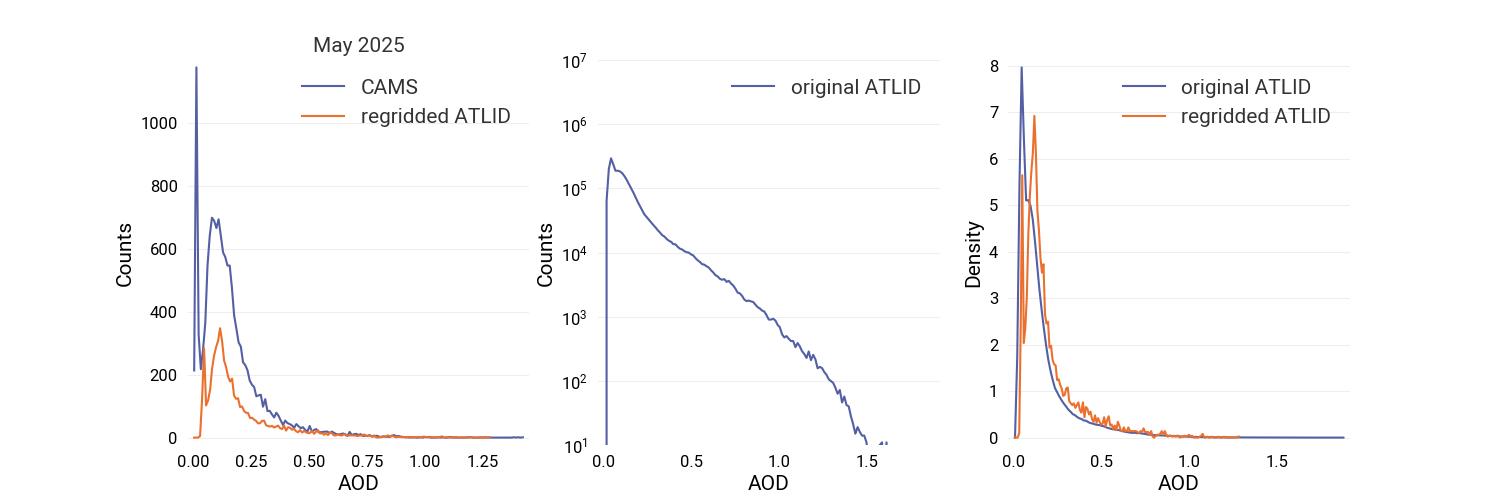 May 2025
CAMS
regridded ATLID
Counts
1000
800
600
400
200
0
0.00 0.25 0.50 0.75 1.00 1.25
AOD
original ATLID
Counts
10⁷
10⁶
10⁵
10⁴
10³
10²
10¹
0.0 0.5 1.0 1.5
AOD
original ATLID
regridded ATLID
Density
8
7
6
5
4
3
2
1
0
0.0 0.5 1.0 1.5
AOD